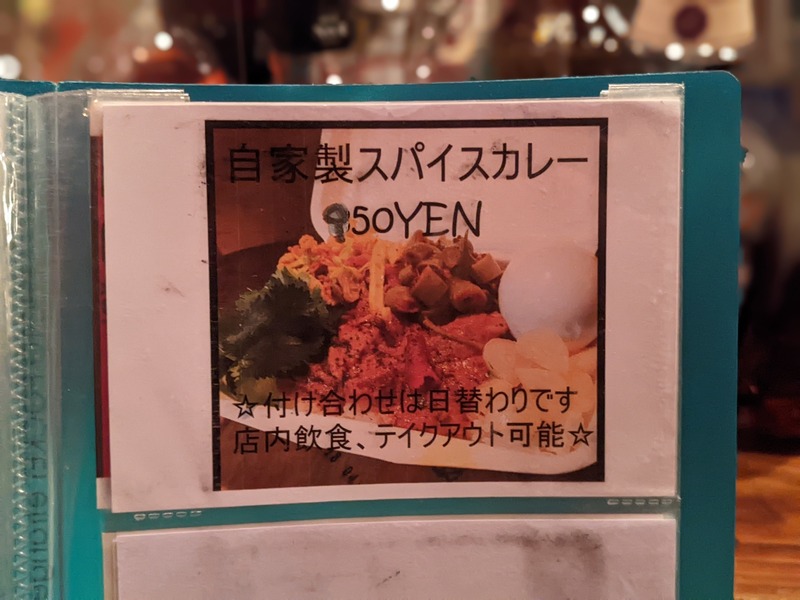 自家製スパイスカレー
950YEN
☆付け合わせは日替わりです
店内飲食、テイクアウト可能☆